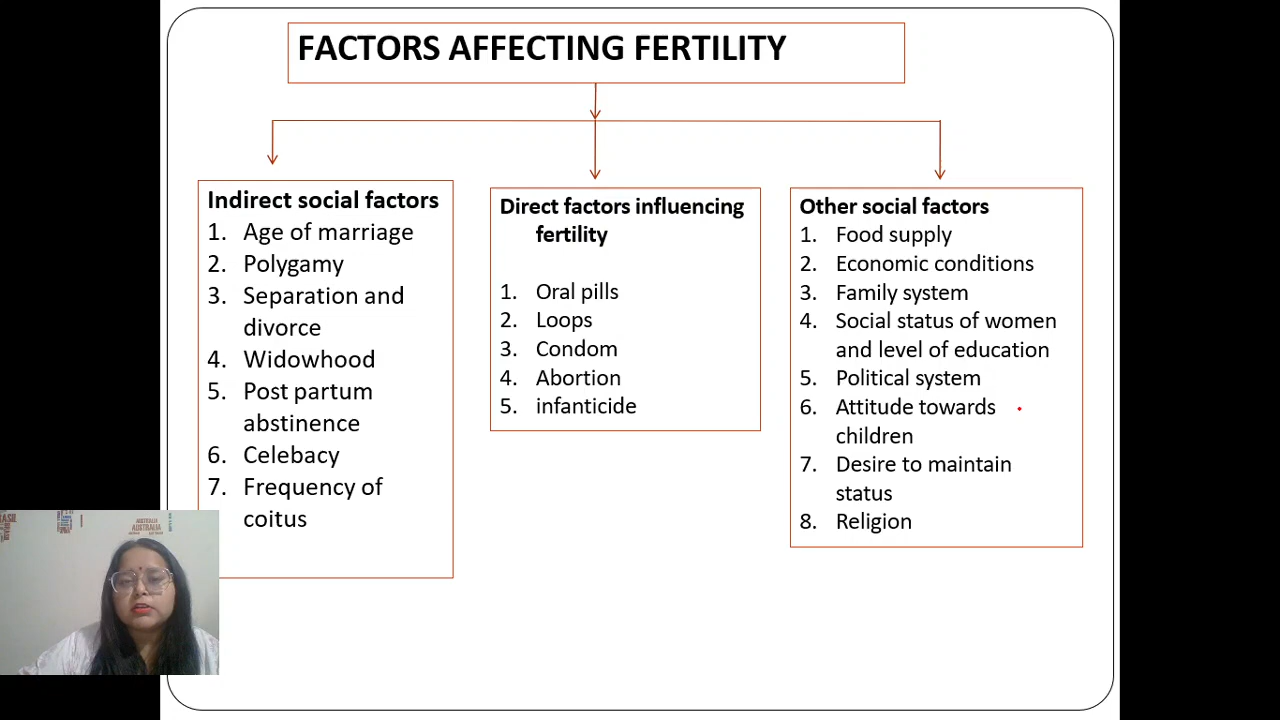 FACTORS AFFECTING FERTILITY
Indirect social factors
1. Age of marriage
2. Polygamy
3. Separation and
divorce
4. Widowhood
5. Post partum
abstinence
6. Celebacy
7. Frequency of
coitus
Direct factors influencing
fertility
1. Oral pills
2. Loops
3. Condom
4. Abortion
5. infanticide
Other social factors
1. Food supply
2. Economic conditions
3. Family system
4. Social status of women
and level of education
5. Political system
6. Attitude towards
children
7. Desire to maintain
status
8. Religion
AUSTRALIA
AUSTRALIA